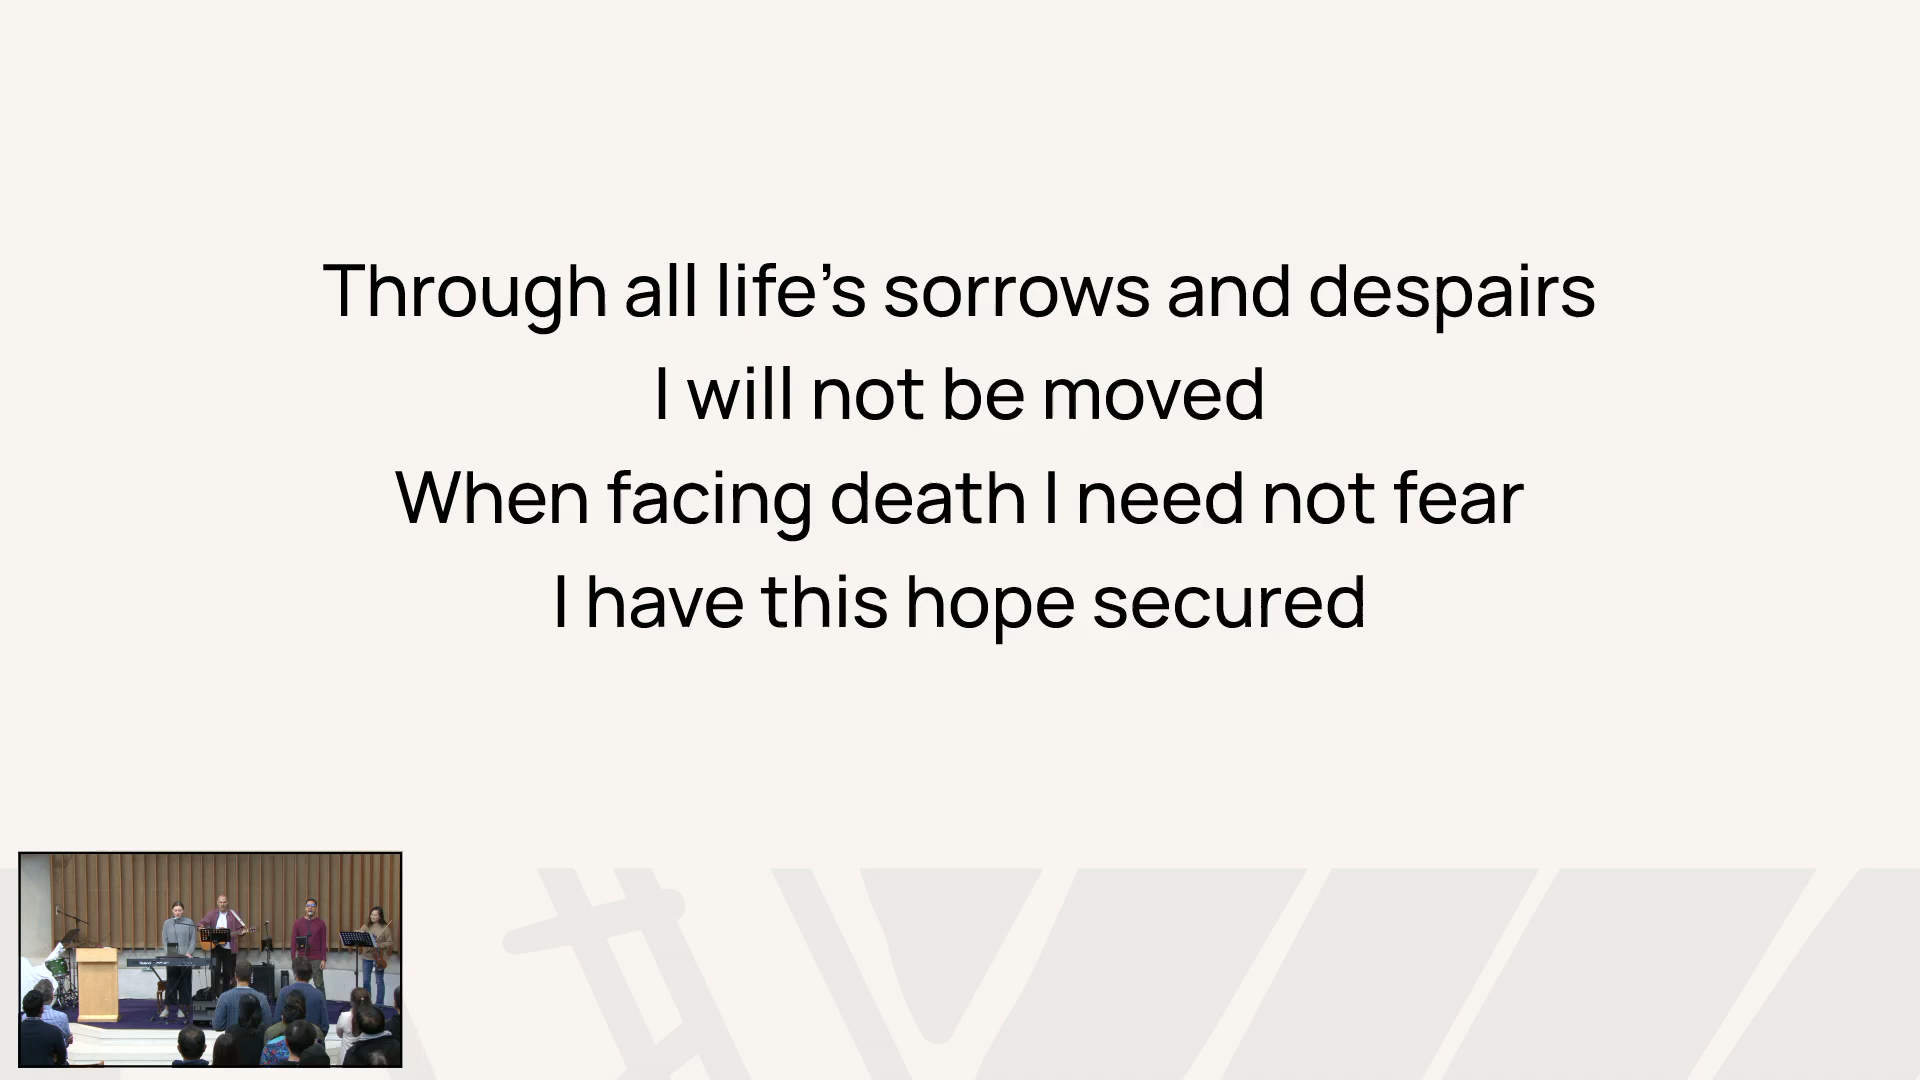 Through all life’s sorrows and despairs
I will not be moved
When facing death I need not fear
I have this hope secured